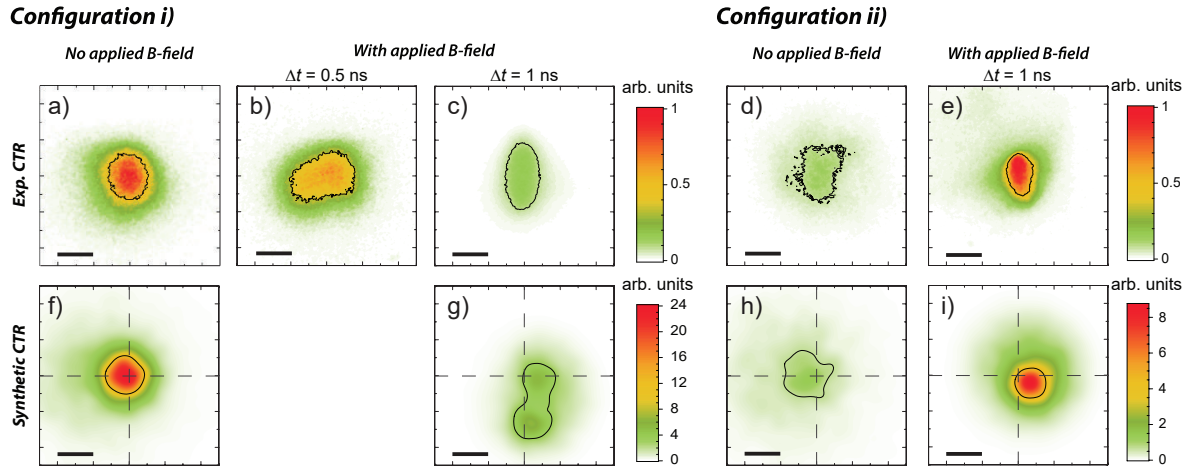 Configuration i)
Configuration ii)
No applied B-field
With applied B-field
No applied B-field
With applied B-field
Δt = 0.5 ns
Δt = 1 ns
Δt = 1 ns
arb. units
arb. units
Exp. CTR
a)
b)
c)
d)
e)
1
0.5
0
1
0.5
0
arb. units
arb. units
Synthetic CTR
f)
g)
h)
i)
24
20
16
12
8
4
0
8
6
4
2
0